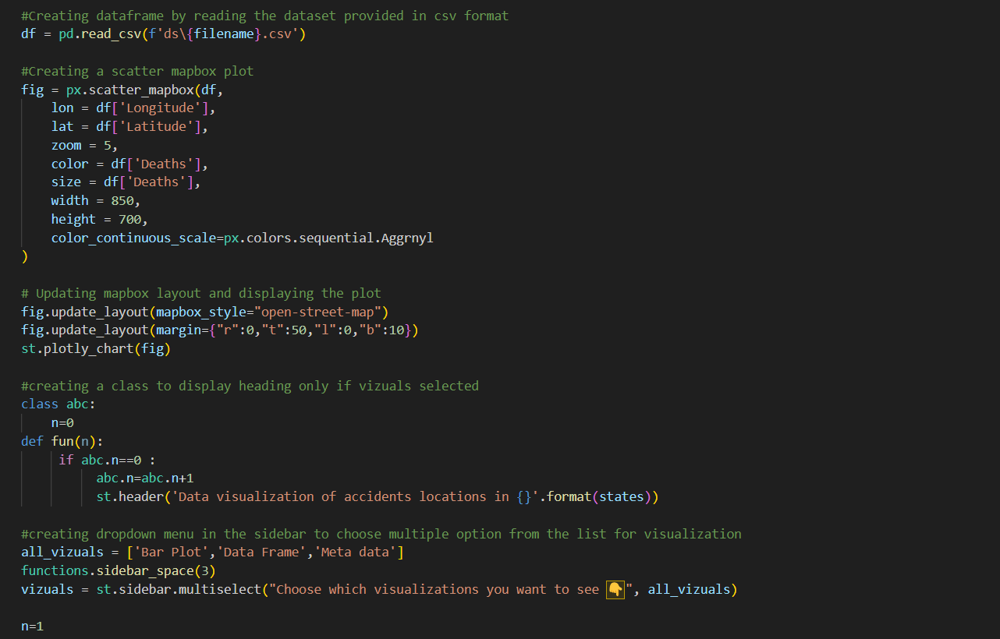 #Creating dataframe by reading the dataset provided in csv format
df = pd.read_csv(f'ds\{filename}.csv')
#Creating a scatter mapbox plot
fig = px.scatter_mapbox(df,
lon = df['Longitude'],
lat = df['Latitude'],
zoom = 5,
color = df['Deaths'],
size = df['Deaths'],
width = 850,
height = 700,
color_continuous_scale=px.colors.sequential.Aggrnyl
)
# Updating mapbox layout and displaying the plot
fig.update_layout(mapbox_style="open-street-map")
fig.update_layout(margin={"r":0,"t":50,"l":0,"b":10})
st.plotly_chart(fig)
#creating a class to display heading only if vizuals selected
class abc:
n=0
def fun(n):
if abc.n==0 :
abc.n=abc.n+1
st.header('Data visualization of accidents locations in {}'.format(states))
#creating dropdown menu in the sidebar to choose multiple option from the list for visualization
all_vizuals = ['Bar Plot','Data Frame','Meta data']
functions.sidebar_space(3)
vizuals = st.sidebar.multiselect("Choose which visualizations you want to see 👇", all_vizuals)
n=1